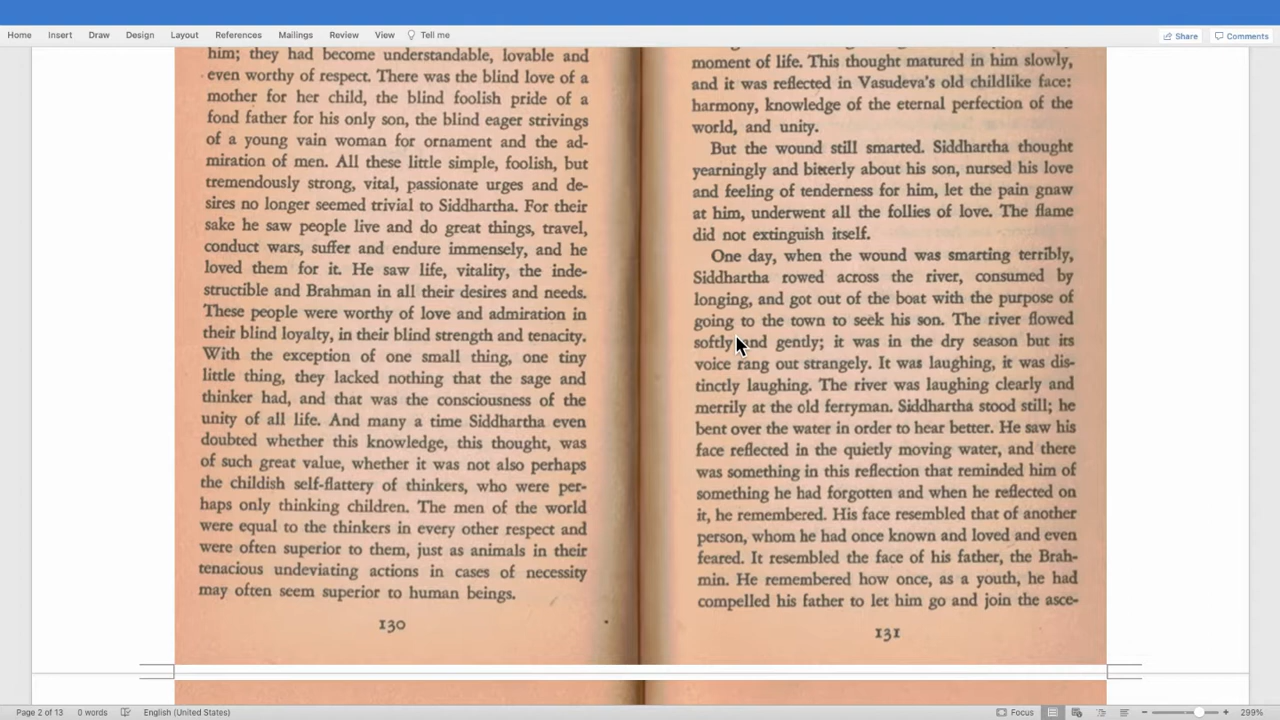 Home Insert Draw Design Layout References Mailings Review View Tell me Share Comments
him; they had become understandable, lovable and
even worthy of respect. There was the blind love of a
mother for her child, the blind foolish pride of a
fond father for his only son, the blind eager strivings
of a young vain woman for ornament and the ad-
miration of men. All these little simple, foolish, but
tremendously strong, vital, passionate urges and de-
sires no longer seemed trivial to Siddhartha. For their
sake he saw people live and do great things, travel,
conduct wars, suffer and endure immensely, and he
loved them for it. He saw life, vitality, the inde-
structible and Brahman in all their desires and needs.
These people were worthy of love and admiration in
their blind loyalty, in their blind strength and tenacity.
With the exception of one small thing, one tiny
little thing, they lacked nothing that the sage and
thinker had, and that was the consciousness of the
unity of all life. And many a time Siddhartha even
doubted whether this knowledge, this thought, was
of such great value, whether it was not also perhaps
the childish self-flattery of thinkers, who were per-
haps only thinking children. The men of the world
were equal to the thinkers in every other respect and
were often superior to them, just as animals in their
tenacious undeviating actions in cases of necessity
may often seem superior to human beings.
130
moment of life. This thought matured in him slowly,
and it was reflected in Vasudeva's old childlike face:
harmony, knowledge of the eternal perfection of the
world, and unity.
But the wound still smarted. Siddhartha thought
yearningly and bitterly about his son, nursed his love
and feeling of tenderness for him, let the pain gnaw
at him, underwent all the follies of love. The flame
did not extinguish itself.
One day, when the wound was smarting terribly,
Siddhartha rowed across the river, consumed by
longing, and got out of the boat with the purpose of
going to the town to seek his son. The river flowed
softly and gently; it was in the dry season but its
voice rang out strangely. It was laughing, it was dis-
tinctly laughing. The river was laughing clearly and
merrily at the old ferryman. Siddhartha stood still; he
bent over the water in order to hear better. He saw his
face reflected in the quietly moving water, and there
was something in this reflection that reminded him of
something he had forgotten and when he reflected on
it, he remembered. His face resembled that of another
person, whom he had once known and loved and even
feared. It resembled the face of his father, the Brah-
min. He remembered how once, as a youth, he had
compelled his father to let him go and join the asce-
131
Page 2 of 13 0 words English (United States) Focus 299%